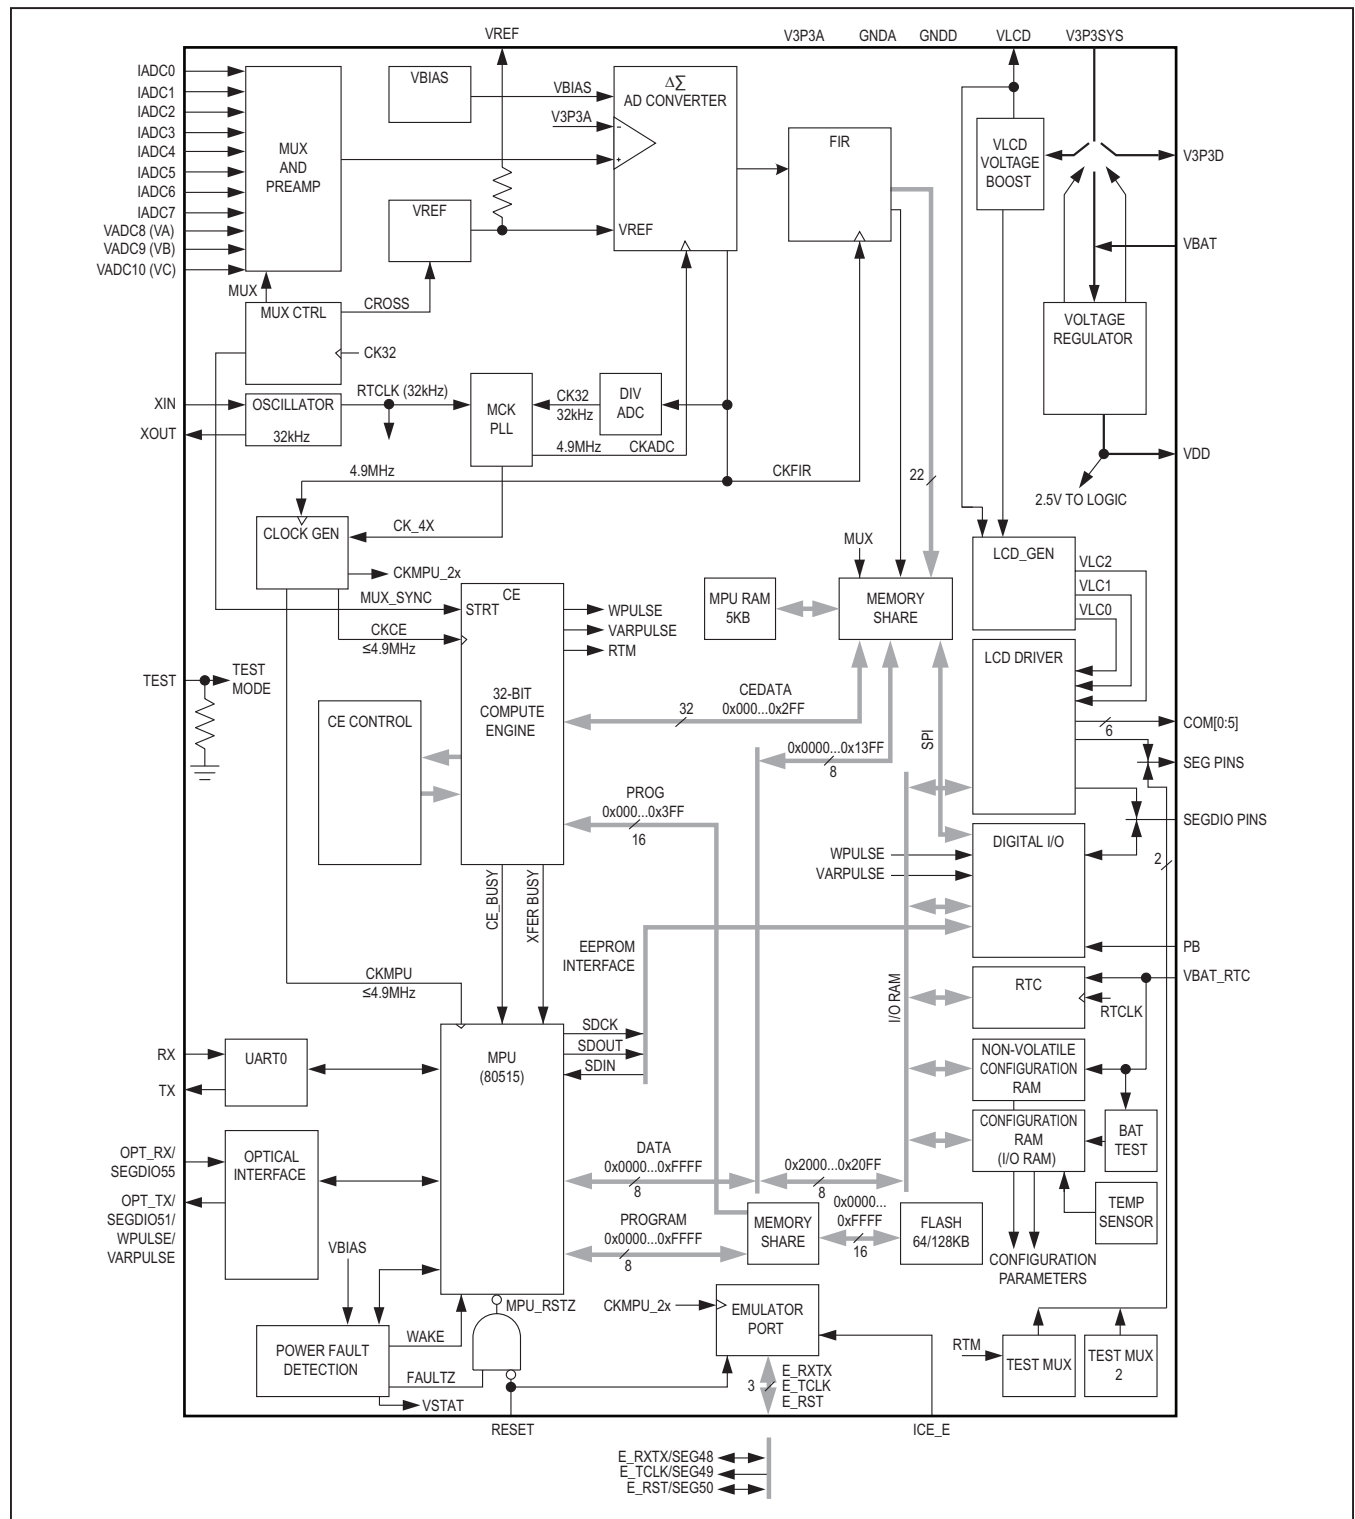 VREF
V3P3A
GNDA
GNDD
VLCD
V3P3SYS
IADC0
IADC1
IADC2
IADC3
IADC4
IADC5
IADC6
IADC7
VADC8 (VA)
VADC9 (VB)
VADC10 (VC)
MUX
AND
PREAMP
VBIAS
VBIAS
V3P3A
ΔΣ
AD CONVERTER
-
+
VREF
VREF
FIR
VLCD
VOLTAGE
BOOST
V3P3D
VBAT
VOLTAGE
REGULATOR
VDD
2.5V TO LOGIC
MUX
MUX CTRL
CROSS
CK32
XIN
XOUT
OSCILLATOR
32kHz
RTCLK (32kHz)
MCK
PLL
CK32
32kHz
DIV
ADC
4.9MHz
CKADC
4.9MHz
CKFIR
22
CLOCK GEN
CK_4X
CKMPU_2x
MUX_SYNC
CKCE
≤4.9MHz
STRT
CE
32-BIT
COMPUTE
ENGINE
WPULSE
VARPULSE
RTM
MUX
MPU RAM
5KB
MEMORY
SHARE
LCD_GEN
VLC2
VLC1
VLC0
LCD DRIVER
TEST
TEST
MODE
CE CONTROL
CEDATA
0x000...0x2FF
32
0x0000...0x13FF
8
SPI
6
COM[0:5]
SEG PINS
SEGDIO PINS
PROG
0x000...0x3FF
16
DIGITAL I/O
WPULSE
VARPULSE
2
CE_BUSY
XFER BUSY
EEPROM
INTERFACE
I/O RAM
PB
VBAT_RTC
RTC
RTCLK
CKMPU
≤4.9MHz
RX
TX
UART0
MPU
(80515)
SDCK
SDOUT
SDIN
NON-VOLATILE
CONFIGURATION
RAM
CONFIGURATION
RAM
(I/O RAM)
BAT
TEST
TEMP
SENSOR
OPT_RX/
SEGDIO55
OPT_TX/
SEGDIO51/
WPULSE/
VARPULSE
OPTICAL
INTERFACE
DATA
0x0000...0xFFFF
8
0x2000...0x20FF
8
PROGRAM
0x0000...0xFFFF
8
MEMORY
SHARE
0x0000...
0xFFFF
16
FLASH
64/128KB
CONFIGURATION
PARAMETERS
VBIAS
POWER FAULT
DETECTION
WAKE
FAULTZ
VSTAT
MPU_RSTZ
CKMPU_2x
EMULATOR
PORT
3
E_RXTX
E_TCLK
E_RST
RTM
TEST MUX
TEST MUX
2
RESET
ICE_E
E_RXTX/SEG48
E_TCLK/SEG49
E_RST/SEG50